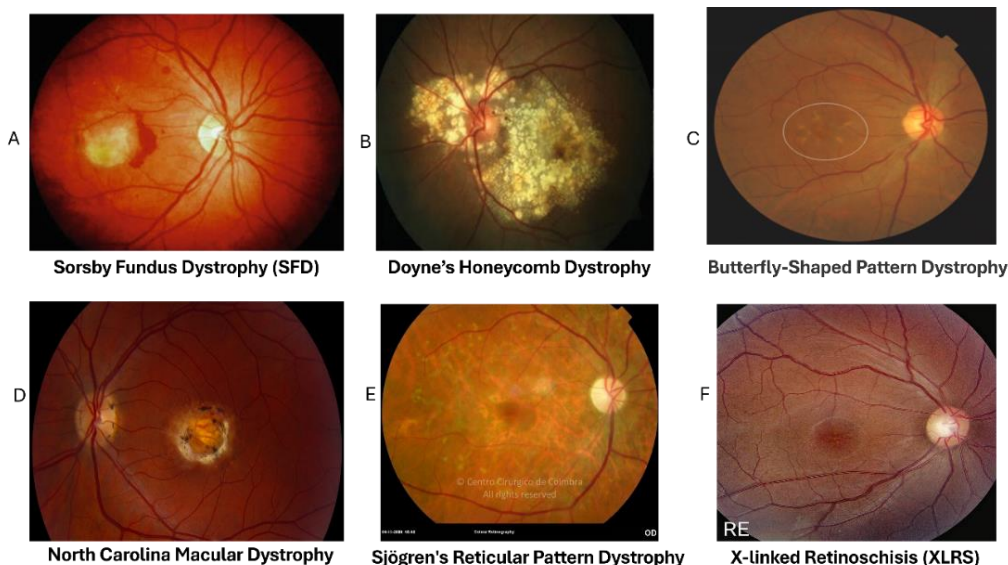 A
B
C
Sorsby Fundus Dystrophy (SFD)
Doyne's Honeycomb Dystrophy
Butterfly-Shaped Pattern Dystrophy
D
E
F
© Centro Cirúrgico de Coimbra
All rights reserved
OD
RE
North Carolina Macular Dystrophy
Sjögren's Reticular Pattern Dystrophy
X-linked Retinoschisis (XLRS)